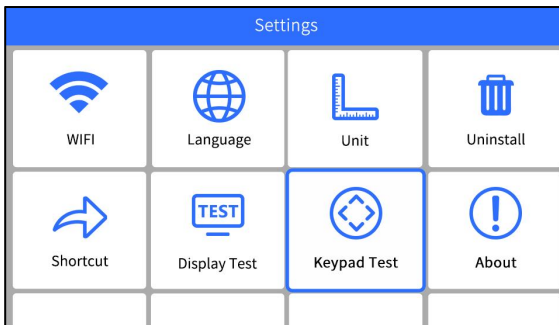 Settings
WIFI
Language
Unit
Uninstall
TEST
Shortcut
Display Test
Keypad Test
About